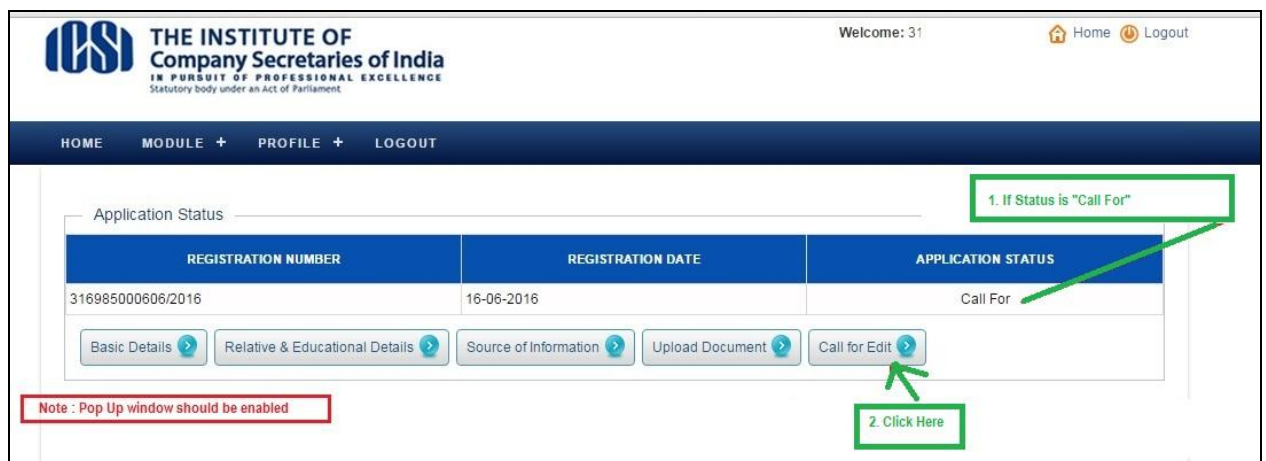 ICSI
THE INSTITUTE OF
Company Secretaries of India
IN PURSUIT OF PROFESSIONAL EXCELLENCE
Statutory body under an Act of Parliament
Welcome: 31
Home Logout
HOME MODULE + PROFILE + LOGOUT
1. If Status is "Call For"
Application Status
REGISTRATION NUMBER REGISTRATION DATE APPLICATION STATUS
316985000606/2016 16-06-2016 Call For
Basic Details Relative & Educational Details Source of Information Upload Document Call for Edit
Note : Pop Up window should be enabled
2. Click Here